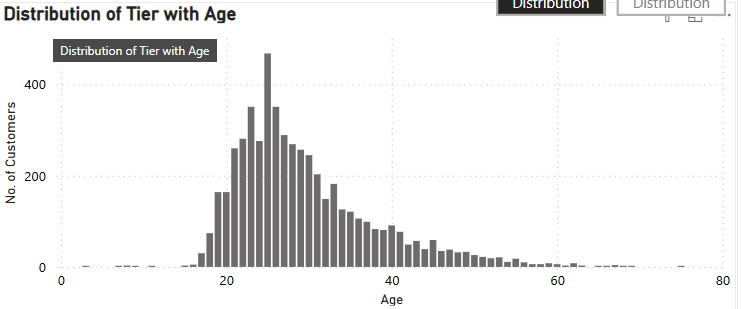 Distribution of Tier with Age
Distribution
Distribution
Distribution of Tier with Age
No. of Customers
400
200
0
0
20
40
60
80
Age